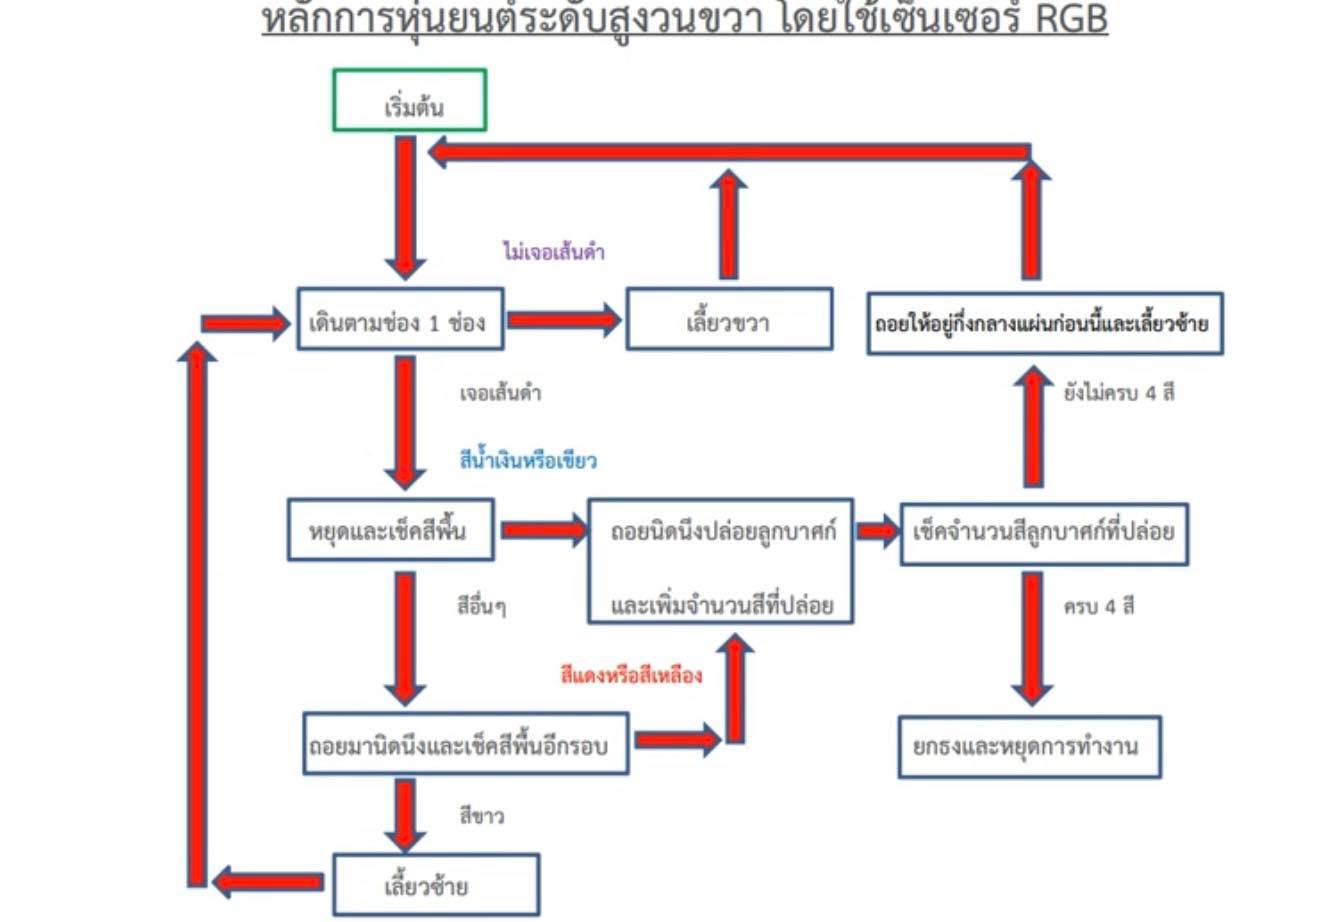 หลักการหุ่นยนต์ระดับสูงวนขวา โดยใช้เซ็นเซอร์ RGB
เริ่มต้น
ไม่เจอเส้นดำ
เดินตามช่อง 1 ช่อง
เลี้ยวขวา
ถอยให้อยู่กึ่งกลางแผ่นก่อนนี้และเลี้ยวซ้าย
เจอเส้นดำ
ยังไม่ครบ 4 สี
สีน้ำเงินหรือเขียว
หยุดและเช็คสีพื้น
ถอยนิดนึงปล่อยลูกบาศก์
และเพิ่มจำนวนสีที่ปล่อย
เช็คจำนวนสีลูกบาศก์ที่ปล่อย
สีอื่นๆ
ครบ 4 สี
สีแดงหรือสีเหลือง
ถอยมานิดนึงและเช็คสีพื้นอีกรอบ
ยกธงและหยุดการทำงาน
สีขาว
เลี้ยวซ้าย